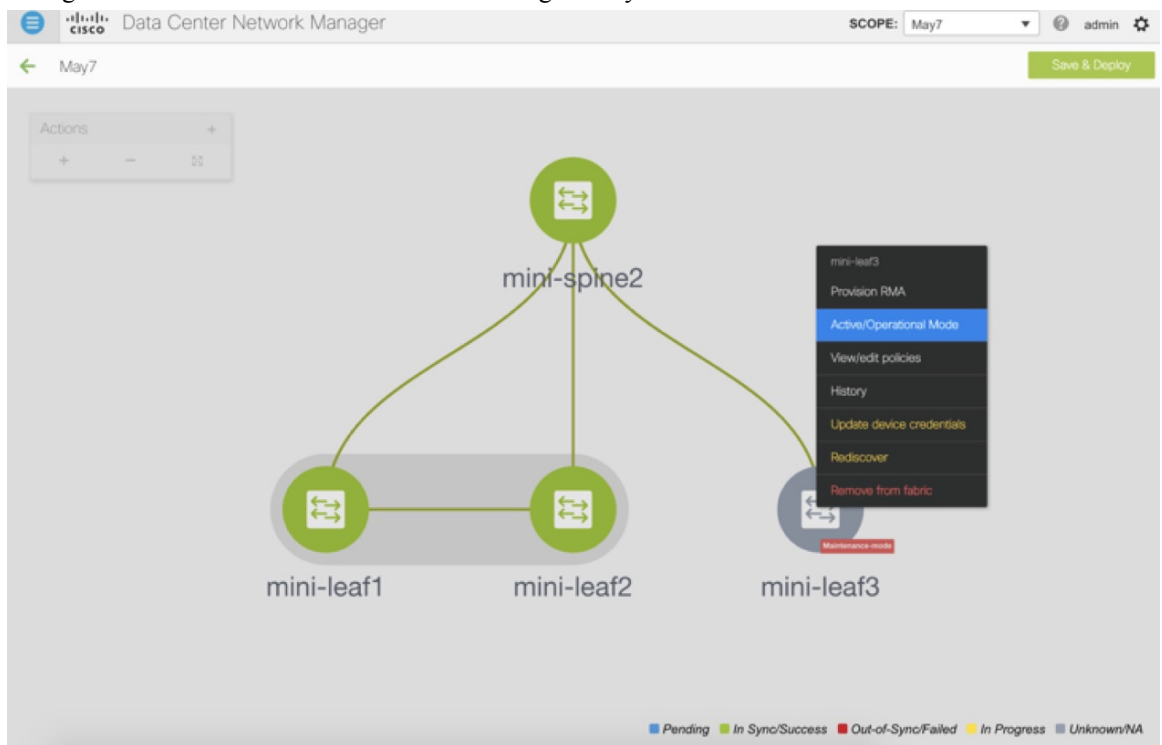 cisco Data Center Network Manager SCOPE: May7 admin
May7 Save & Deploy
Actions
mini-spine2
mini-leaf3
Provision RMA
Active/Operational Mode
View/edit policies
History
Update device credentials
Rediscover
Remove from fabric
Maintenance-mode
mini-leaf1 mini-leaf2 mini-leaf3
Pending In Sync/Success Out-of-Sync/Failed In Progress Unknown/NA